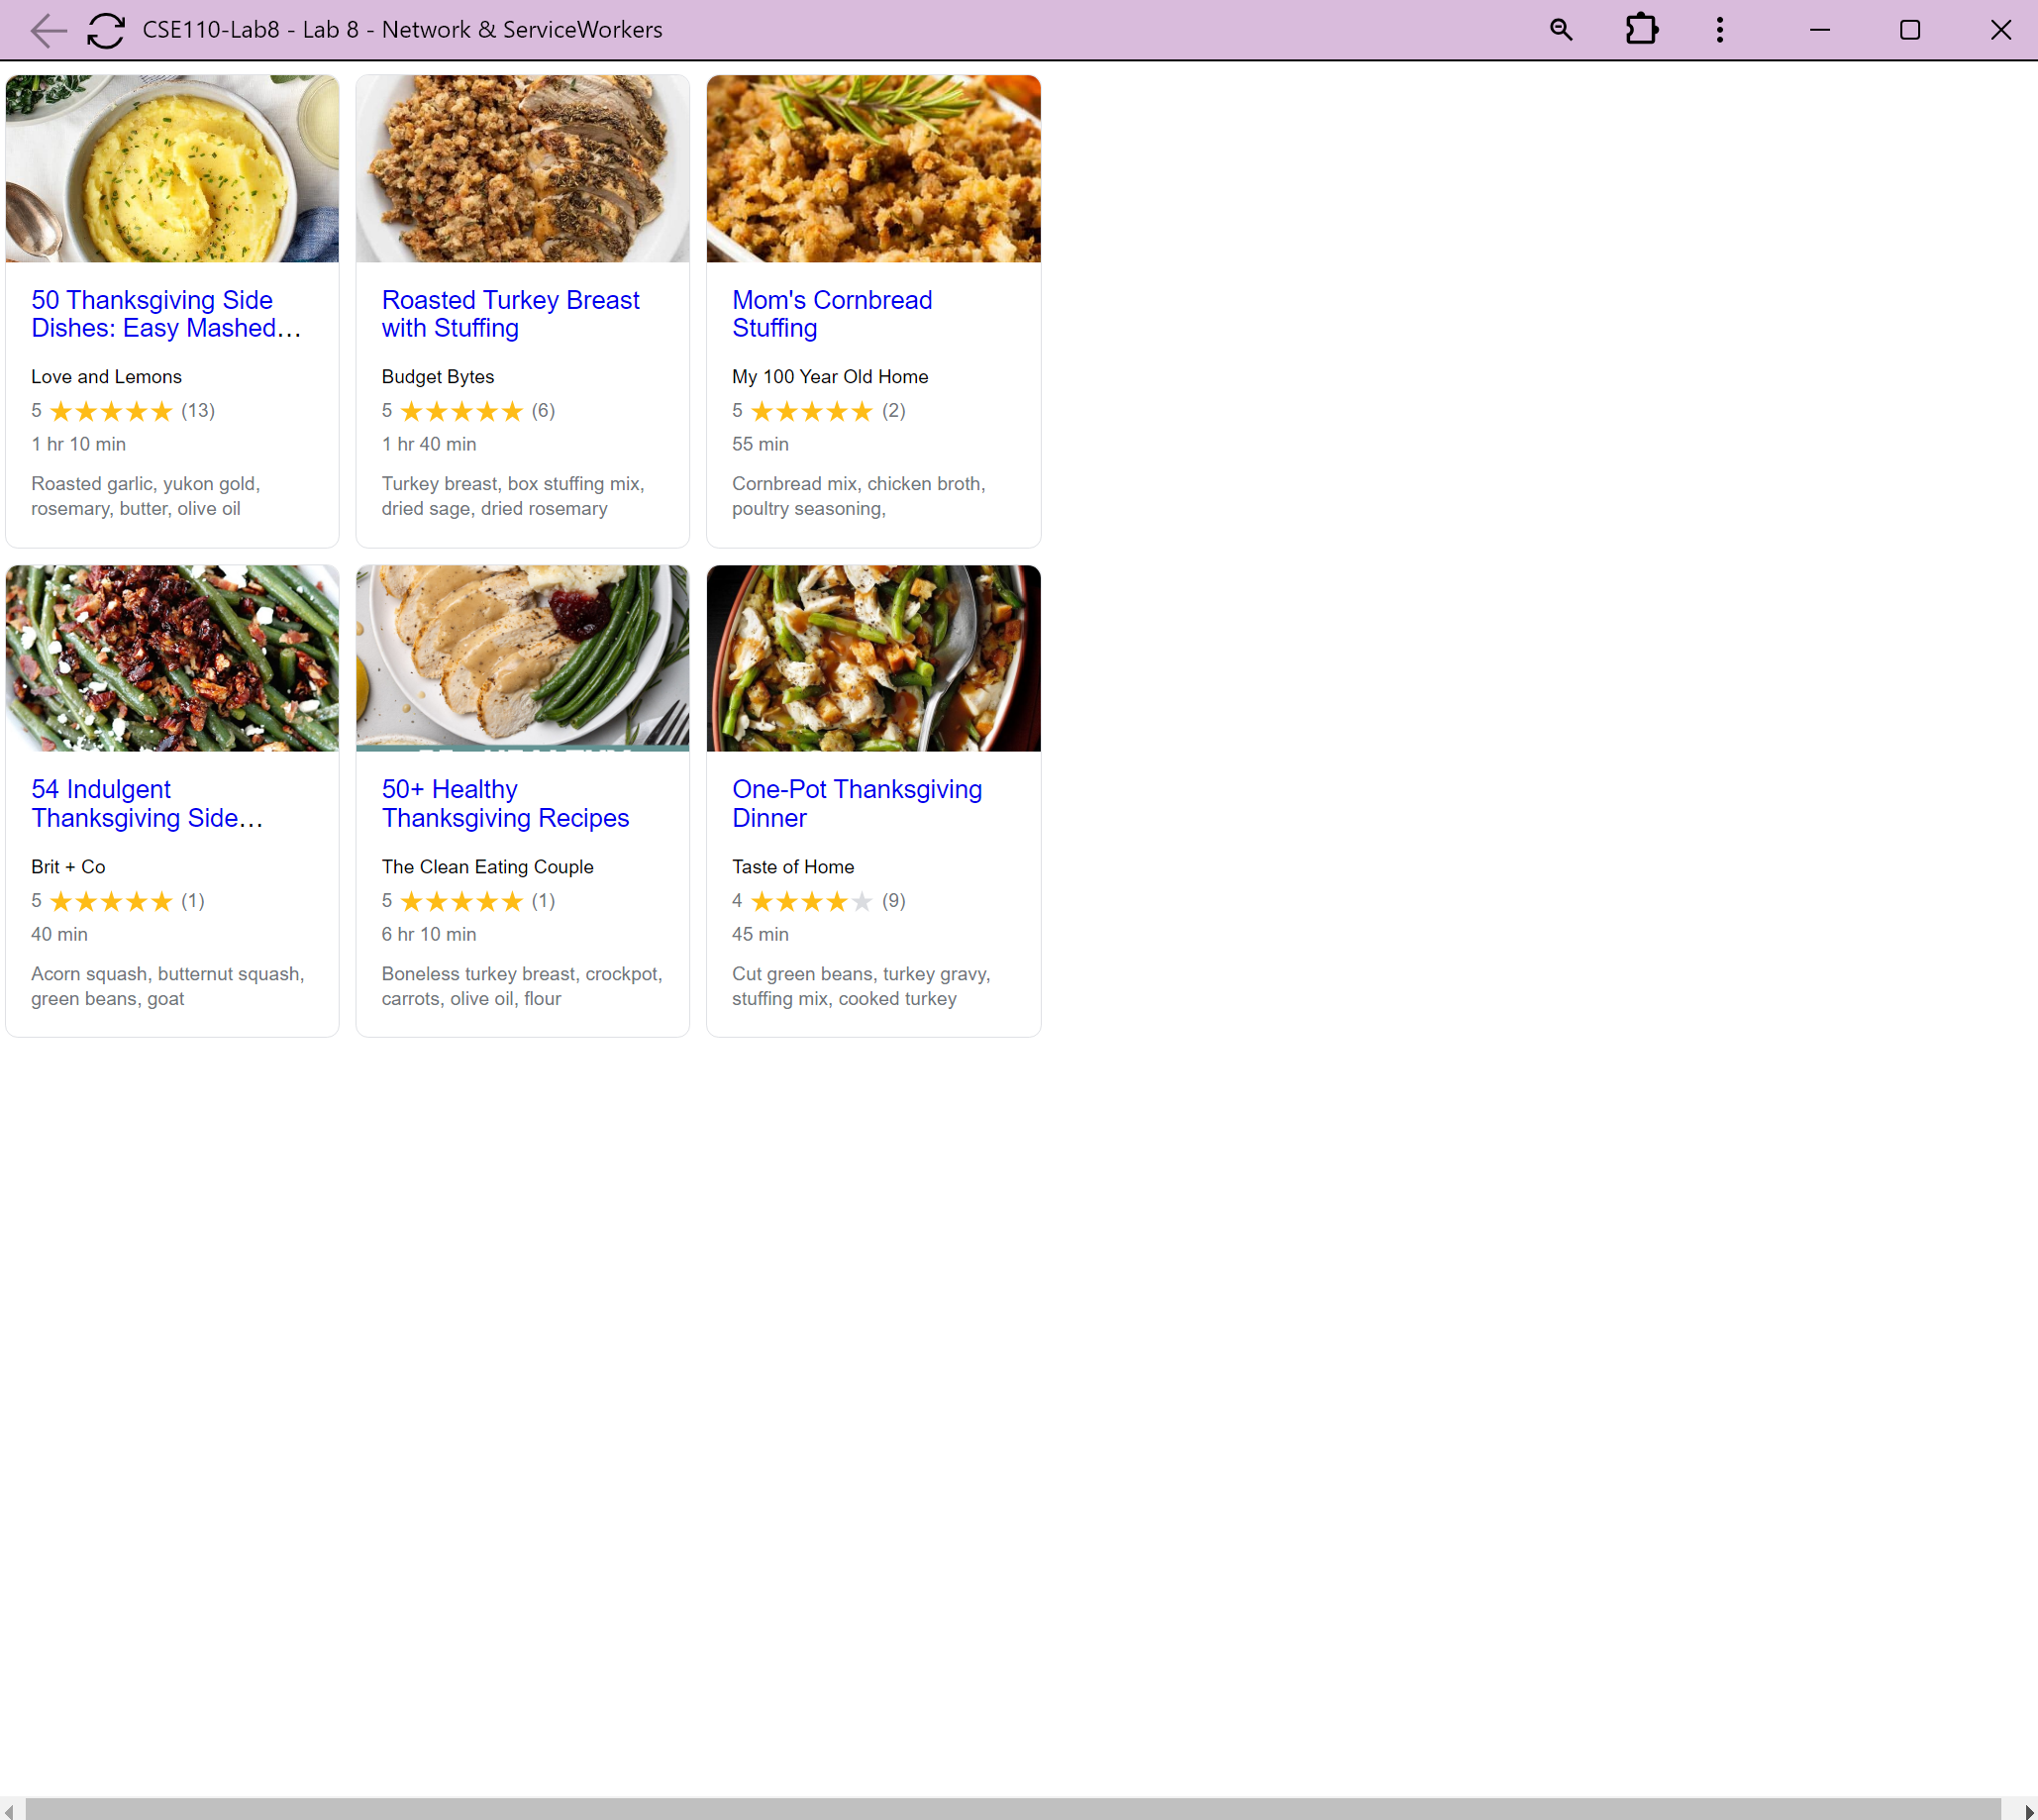 CSE110-Lab8 - Lab 8 - Network & ServiceWorkers
50 Thanksgiving Side
Dishes: Easy Mashed...
Love and Lemons
5 ★★★★★ (13)
1 hr 10 min
Roasted garlic, yukon gold,
rosemary, butter, olive oil
Roasted Turkey Breast
with Stuffing
Budget Bytes
5 ★★★★★ (6)
1 hr 40 min
Turkey breast, box stuffing mix,
dried sage, dried rosemary
Mom's Cornbread
Stuffing
My 100 Year Old Home
5 ★★★★★ (2)
55 min
Cornbread mix, chicken broth,
poultry seasoning,
54 Indulgent
Thanksgiving Side...
Brit + Co
5 ★★★★★ (1)
40 min
Acorn squash, butternut squash,
green beans, goat
50+ Healthy
Thanksgiving Recipes
The Clean Eating Couple
5 ★★★★★ (1)
6 hr 10 min
Boneless turkey breast, crockpot,
carrots, olive oil, flour
One-Pot Thanksgiving
Dinner
Taste of Home
4 ★★★★★ (9)
45 min
Cut green beans, turkey gravy,
stuffing mix, cooked turkey